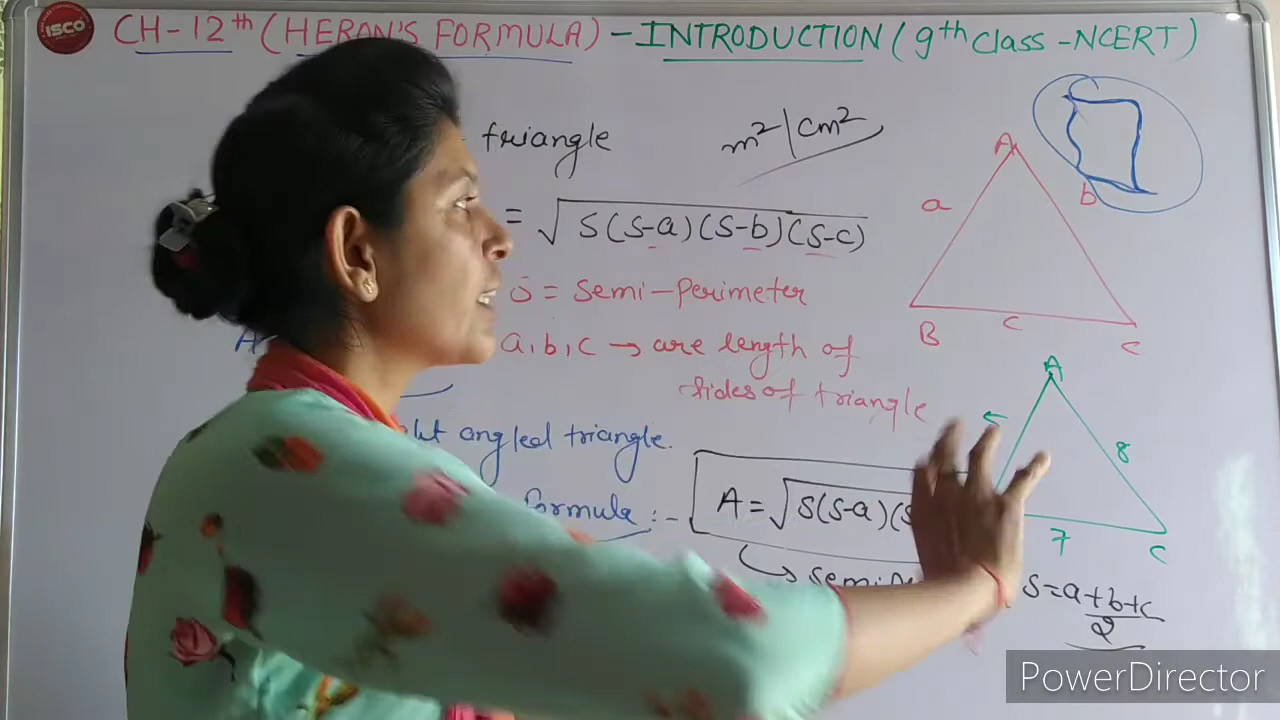 ISCO
CH-12th (HERON'S FORMULA) - INTRODUCTION (9th Class - NCERT)
triangle m²|cm²
= √s(s-a)(s-b)(s-c)
S = Semi-Perimeter
a, b, c → are length of
sides of triangle
angled triangle.
formula :-
A = √s(s-a)(s
semi
A
a
b
B
C
C
A
8
7
C
S = a+b+c
2
PowerDirector